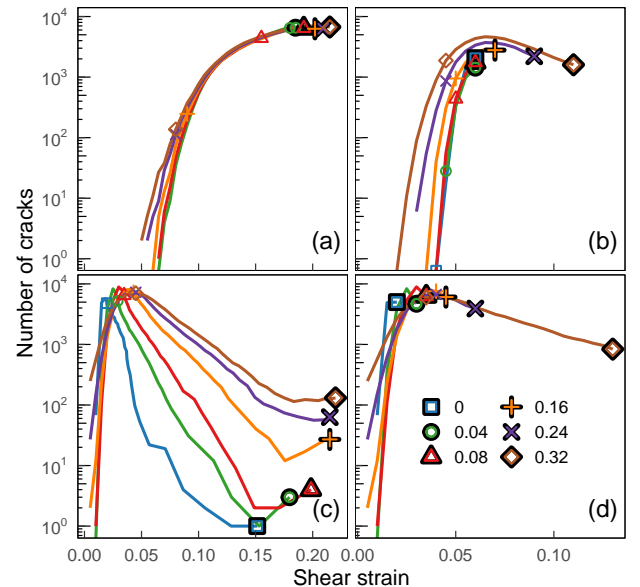 10⁴
10³
10²
10¹
10⁰
(a)
(b)
Number of cracks
10⁴
10³
10²
10¹
10⁰
(c)
0 0.16
0.04 0.24
0.08 0.32
(d)
0.00 0.05 0.10 0.15 0.20 0.05 0.10
Shear strain